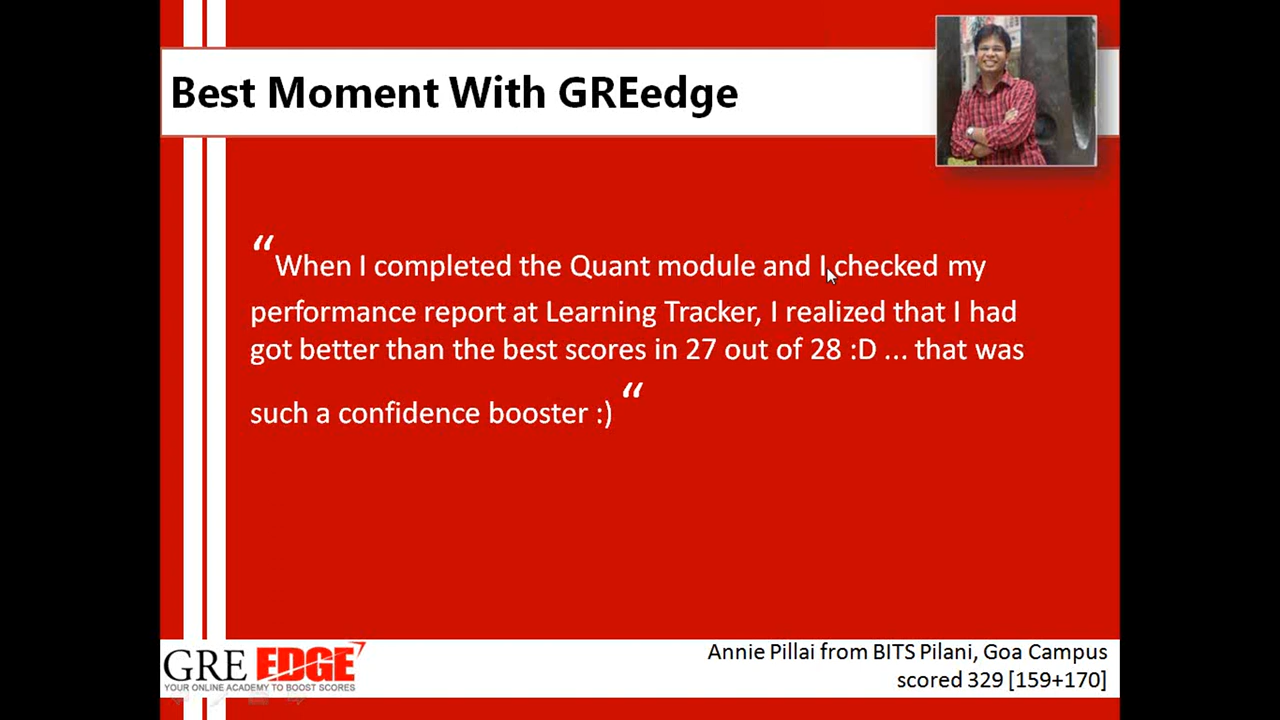 Best Moment With GREedge
“When I completed the Quant module and I checked my
performance report at Learning Tracker, I realized that I had
got better than the best scores in 27 out of 28 :D ... that was
such a confidence booster :) “
GRE EDGE
YOUR ONLINE ACADEMY TO BOOST SCORES
Annie Pillai from BITS Pilani, Goa Campus
scored 329 [159+170]